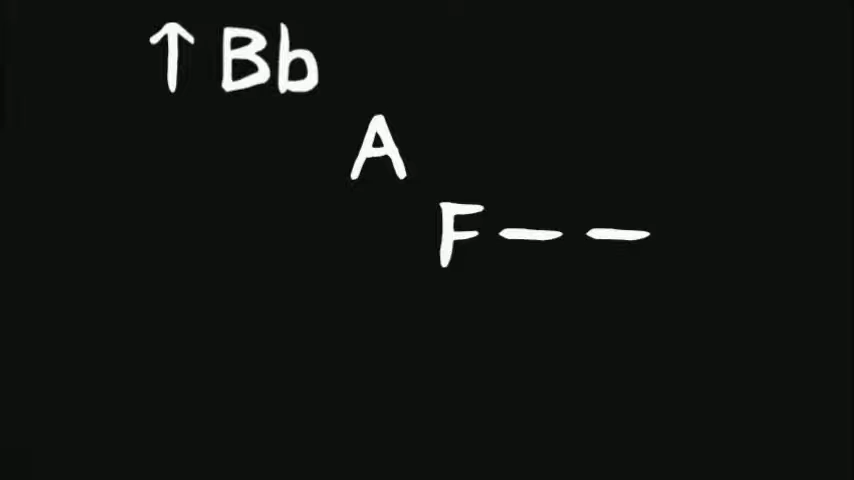 ↑ Bb
A
F — —